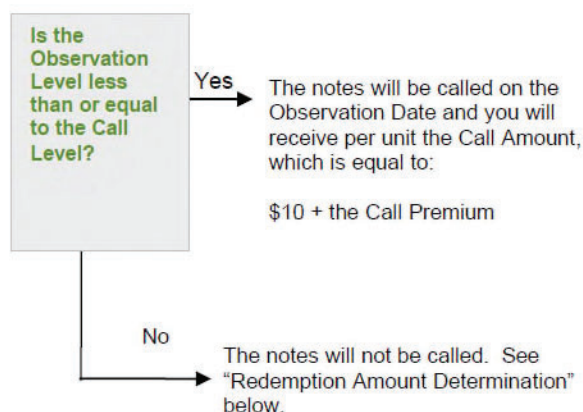 Is the
Observation
Level less
than or equal
to the Call
Level?
Yes
The notes will be called on the
Observation Date and you will
receive per unit the Call Amount,
which is equal to:
$10 + the Call Premium
No
The notes will not be called.  See
“Redemption Amount Determination”
below.